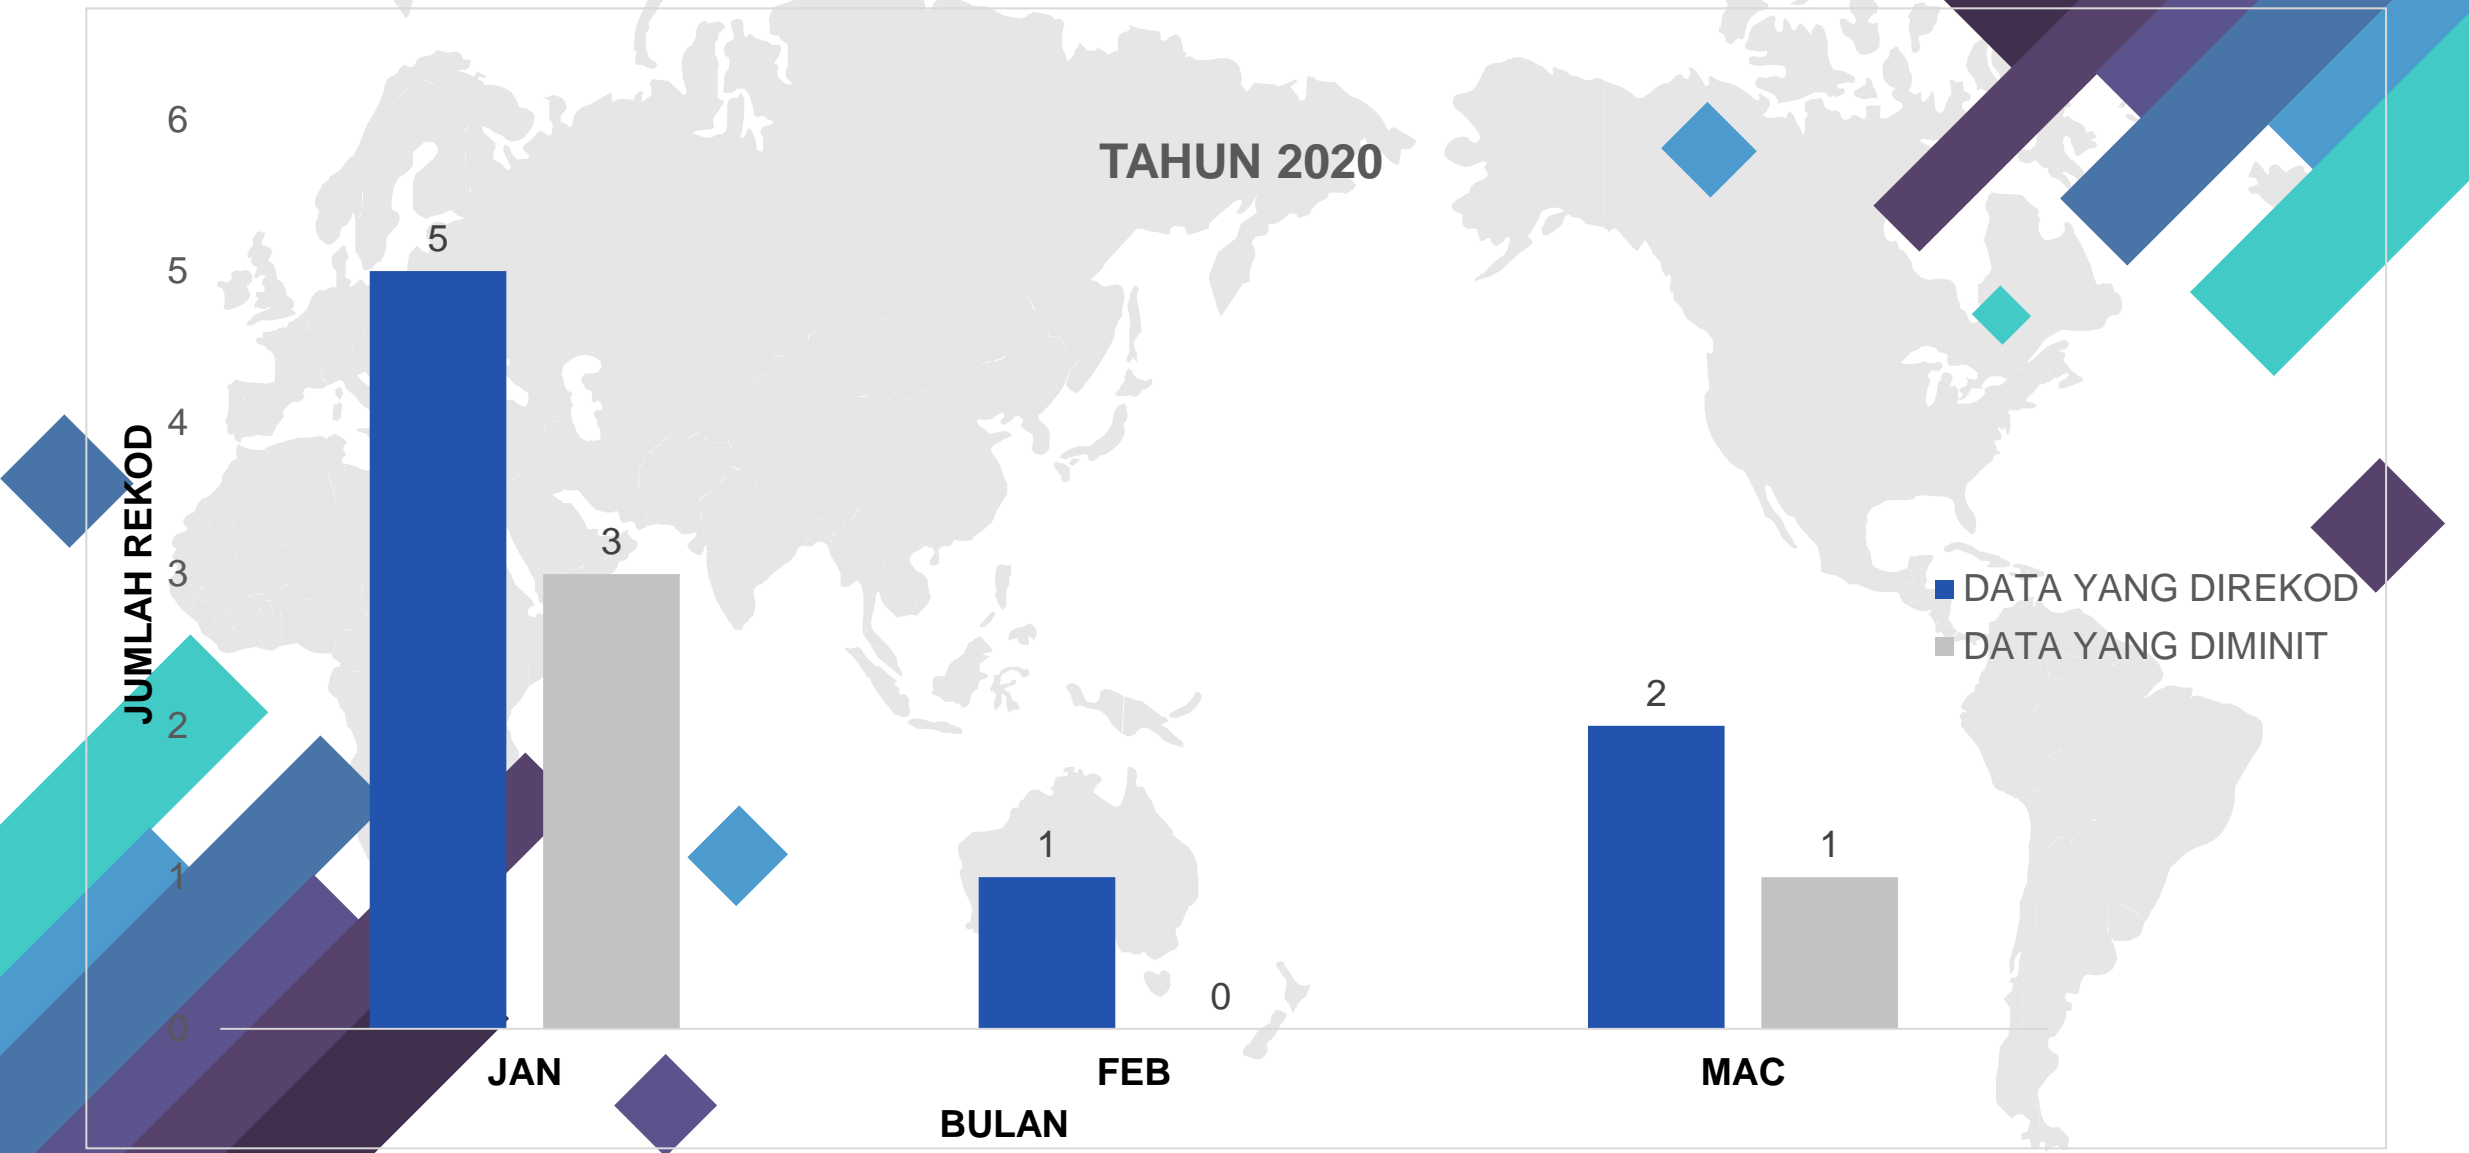 TAHUN 2020
6
5
4
3
2
1
0
JUMLAH REKOD
5
3
1
0
2
1
JAN
FEB
MAC
BULAN
DATA YANG DIREKOD
DATA YANG DIMINIT